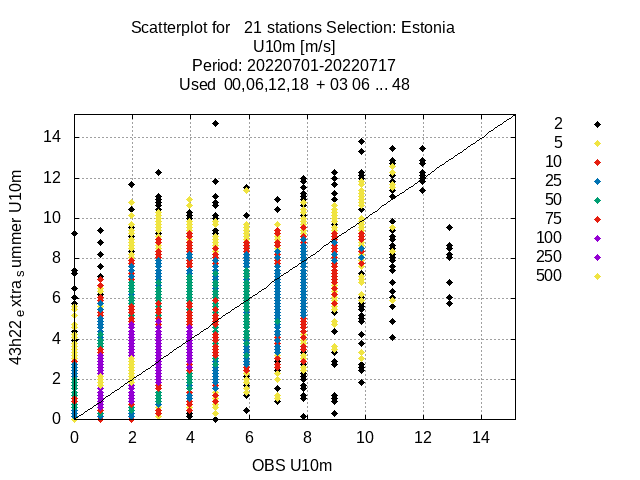 Scatterplot for 21 stations Selection: Estonia
U10m [m/s]
Period: 20220701-20220717
Used 00,06,12,18 + 03 06 ... 48
43h22 e xtra s ummer U10m
14
12
10
8
6
4
2
0
0 2 4 6 8 10 12 14
OBS U10m
2
5
10
25
50
75
100
250
500